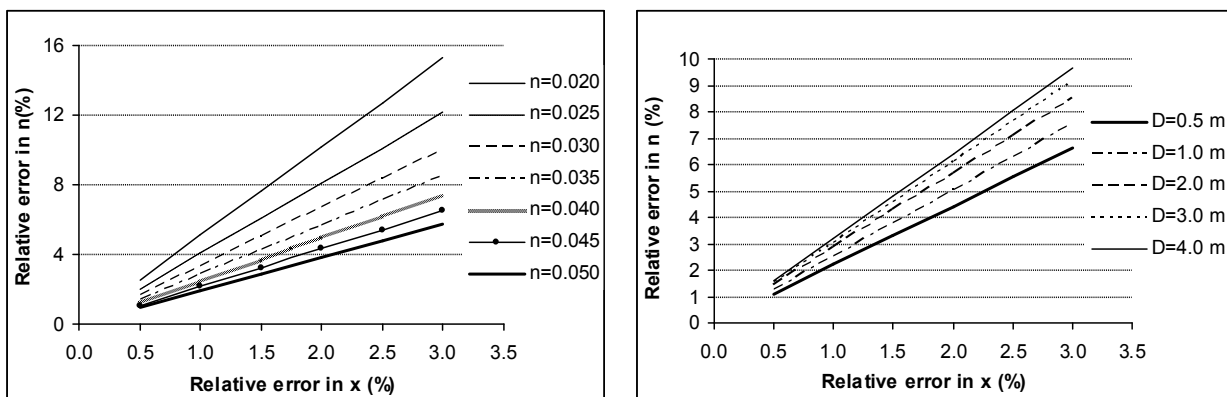 Relative error in n(%)
16
12
8
4
0
0.0 0.5 1.0 1.5 2.0 2.5 3.0 3.5
Relative error in x (%)
n=0.020
n=0.025
n=0.030
n=0.035
n=0.040
n=0.045
n=0.050
Relative error in n (%)
10
9
8
7
6
5
4
3
2
1
0
0.0 0.5 1.0 1.5 2.0 2.5 3.0 3.5
Relative error in x (%)
D=0.5 m
D=1.0 m
D=2.0 m
D=3.0 m
D=4.0 m